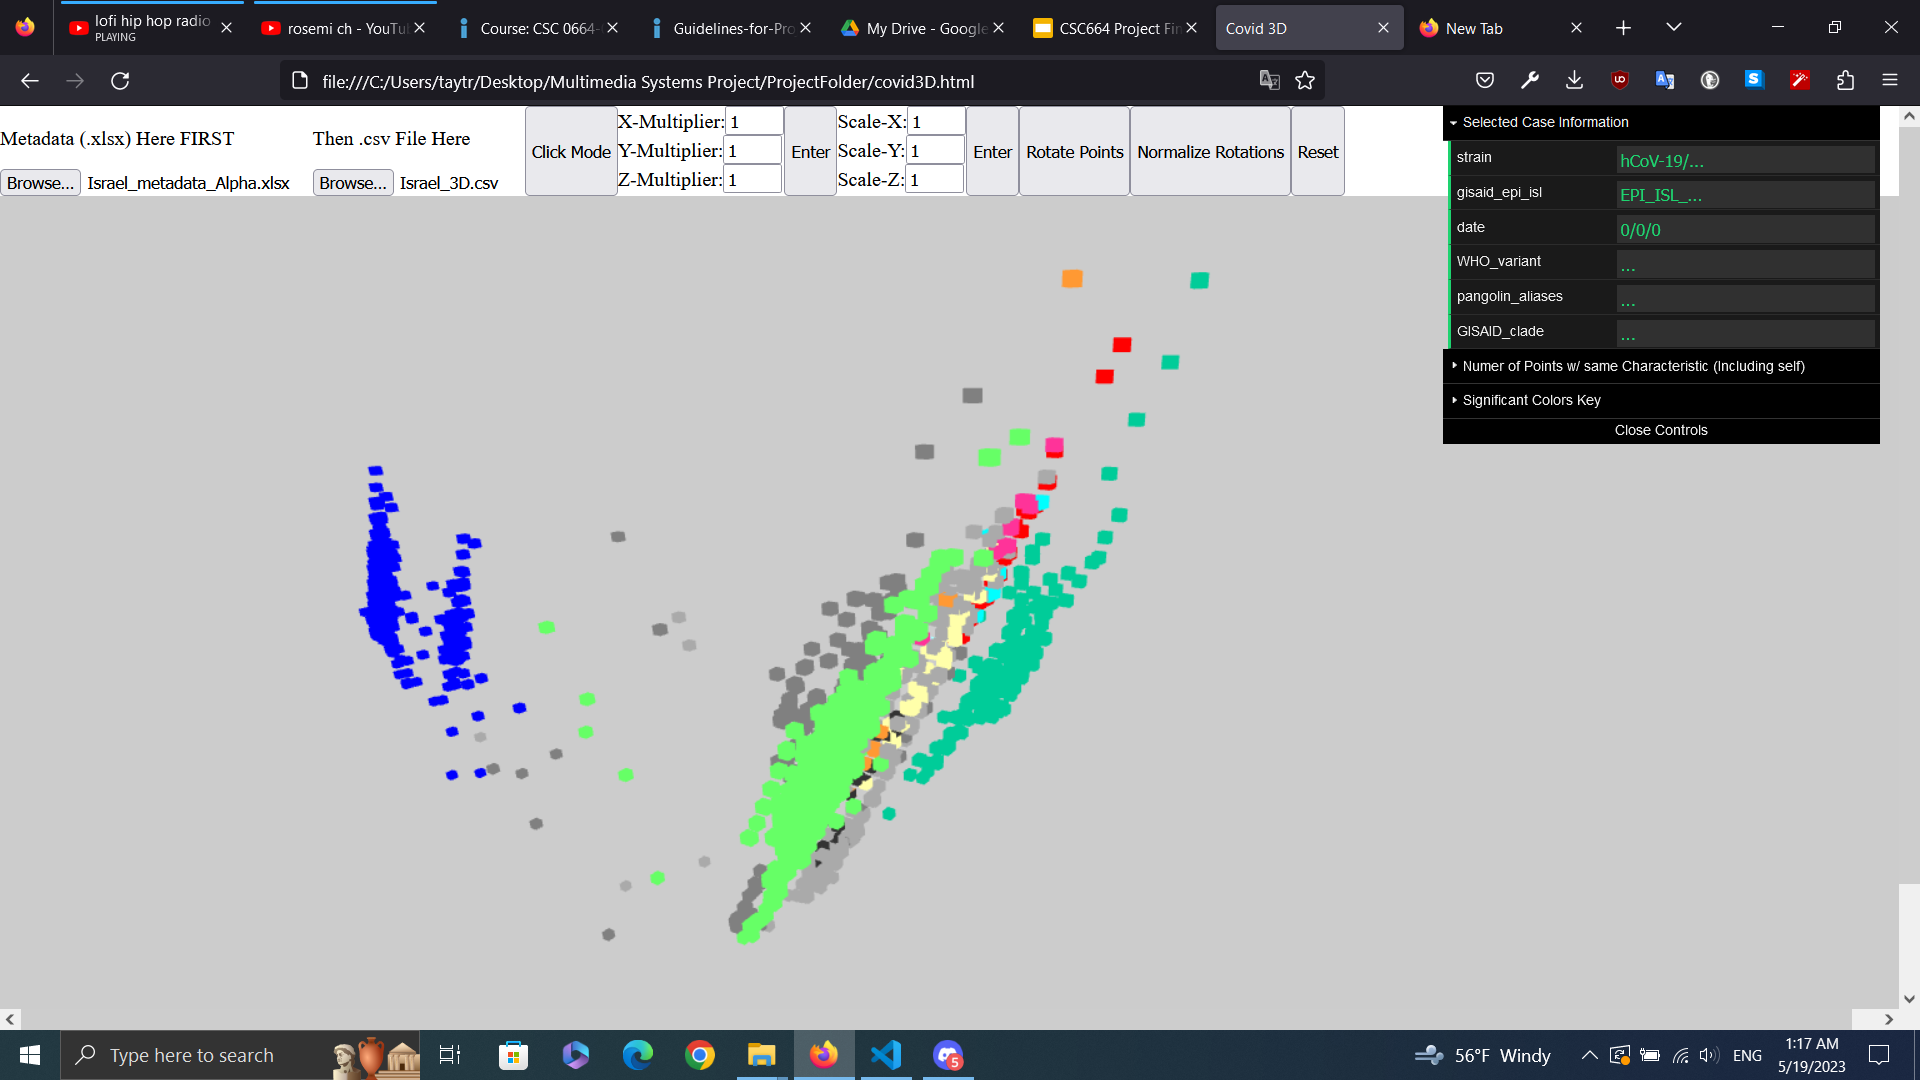 lofi hip hop radio
PLAYING
rosemi ch - YouTu
Course: CSC 0664-
Guidelines-for-Pro
My Drive - Google
CSC664 Project Fin
Covid 3D
New Tab
file:///C:/Users/taytr/Desktop/Multimedia Systems Project/ProjectFolder/covid3D.html
Metadata (.xlsx) Here FIRST
Browse... Israel_metadata_Alpha.xlsx
Then .csv File Here
Browse... Israel_3D.csv
Click Mode
X-Multiplier: 1
Y-Multiplier: 1
Z-Multiplier: 1
Enter
Scale-X: 1
Scale-Y: 1
Scale-Z: 1
Enter
Rotate Points
Normalize Rotations
Reset
Selected Case Information
strain hCoV-19/...
gisaid_epi_isl EPI_ISL_...
date 0/0/0
WHO_variant ...
pangolin_aliases ...
GISAID_clade ...
Numer of Points w/ same Characteristic (Including self)
Significant Colors Key
Close Controls
Type here to search
5
56°F Windy
ENG
1:17 AM
5/19/2023